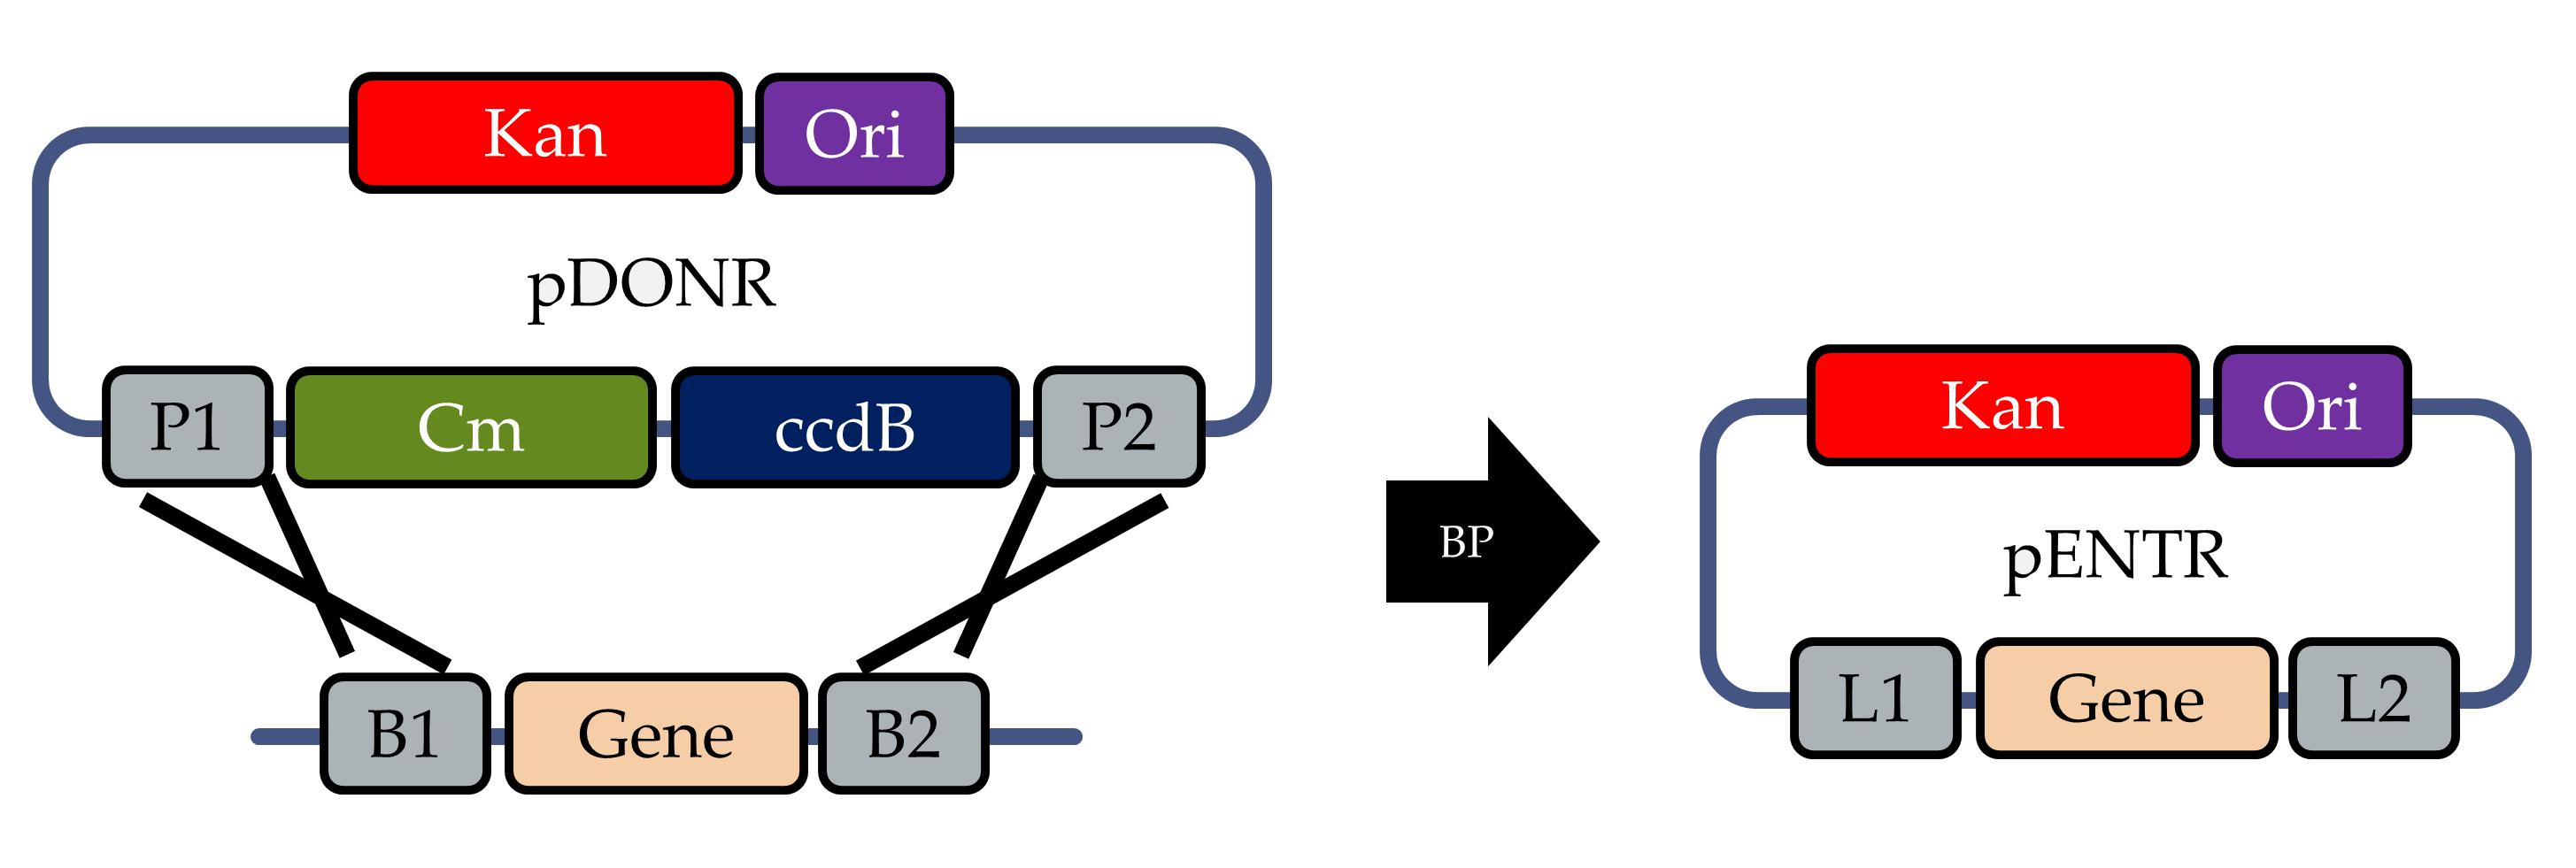 Kan
Ori
pDONR
P1
Cm
ccdB
P2
B1
Gene
B2
BP
Kan
Ori
pENTR
L1
Gene
L2